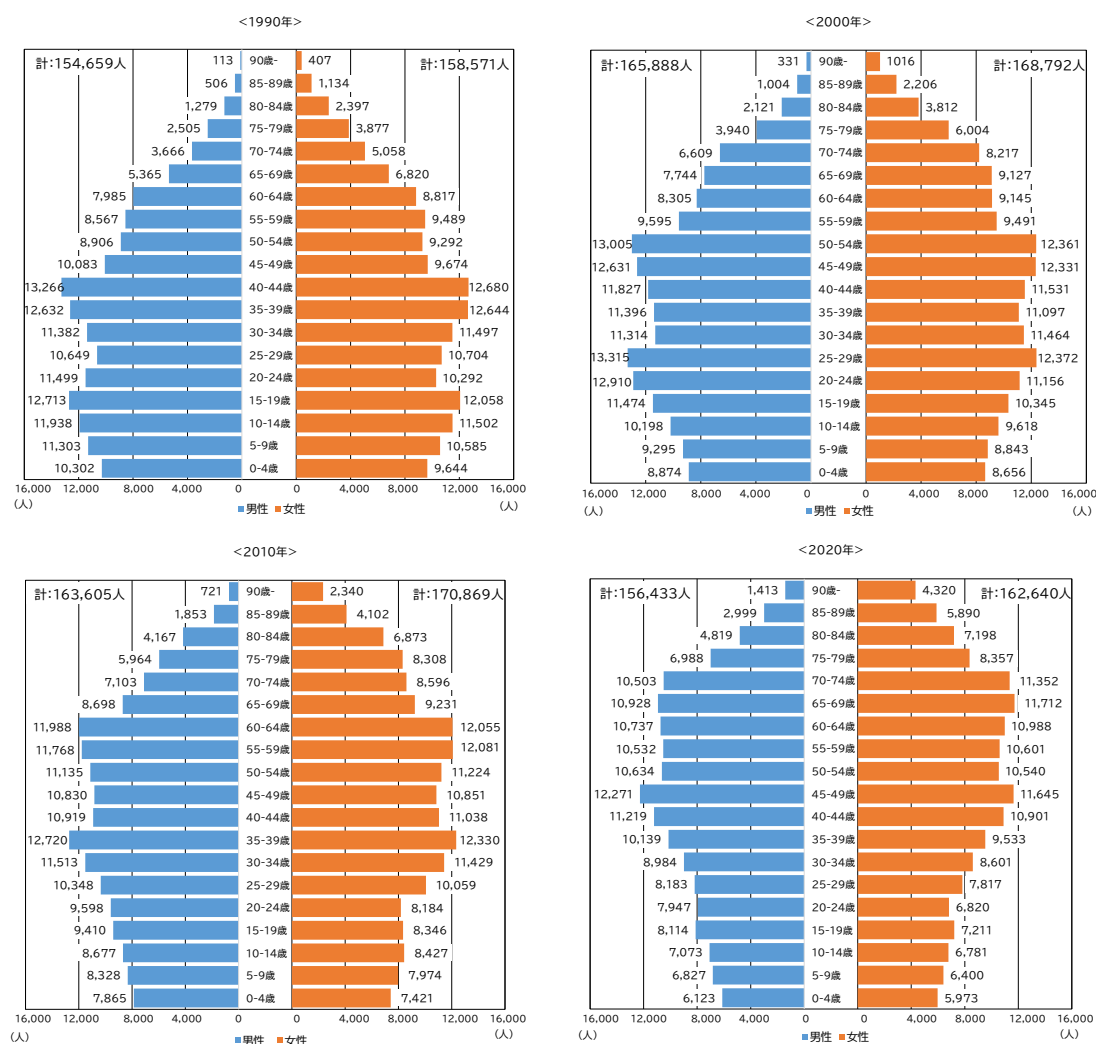 <1990年>
計:154,659人 計:158,571人
113 90歳- 407
506 85-89歳 1,134
1,279 80-84歳 2,397
2,505 75-79歳 3,877
3,666 70-74歳 5,058
5,365 65-69歳 6,820
7,985 60-64歳 8,817
8,567 55-59歳 9,489
8,906 50-54歳 9,292
10,083 45-49歳 9,674
13,266 40-44歳 12,680
12,632 35-39歳 12,644
11,382 30-34歳 11,497
10,649 25-29歳 10,704
11,499 20-24歳 10,292
12,713 15-19歳 12,058
11,938 10-14歳 11,502
11,303 5-9歳 10,585
10,302 0-4歳 9,644
16,000 12,000 8,000 4,000 0 0 4,000 8,000 12,000 16,000
(人) (人)
男性 女性
<2000年>
計:165,888人 計:168,792人
331 90歳- 1016
1,004 85-89歳 2,206
2,121 80-84歳 3,812
3,940 75-79歳 6,004
6,609 70-74歳 8,217
7,744 65-69歳 9,127
8,305 60-64歳 9,145
9,595 55-59歳 9,491
13,005 50-54歳 12,361
12,631 45-49歳 12,331
11,827 40-44歳 11,531
11,396 35-39歳 11,097
11,314 30-34歳 11,464
13,315 25-29歳 12,372
12,910 20-24歳 11,156
11,474 15-19歳 10,345
10,198 10-14歳 9,618
9,295 5-9歳 8,843
8,874 0-4歳 8,656
16,000 12,000 8,000 4,000 0 0 4,000 8,000 12,000 16,000
(人) (人)
男性 女性
<2010年>
計:163,605人 計:170,869人
721 90歳- 2,340
1,853 85-89歳 4,102
4,167 80-84歳 6,873
5,964 75-79歳 8,308
7,103 70-74歳 8,596
8,698 65-69歳 9,231
11,988 60-64歳 12,055
11,768 55-59歳 12,081
11,135 50-54歳 11,224
10,830 45-49歳 10,851
10,919 40-44歳 11,038
12,720 35-39歳 12,330
11,513 30-34歳 11,429
10,348 25-29歳 10,059
9,598 20-24歳 8,184
9,410 15-19歳 8,346
8,677 10-14歳 8,427
8,328 5-9歳 7,974
7,865 0-4歳 7,421
16,000 12,000 8,000 4,000 0 0 4,000 8,000 12,000 16,000
(人) (人)
男性 女性
<2020年>
計:156,433人 計:162,640人
1,413 90歳- 4,320
2,999 85-89歳 5,890
4,819 80-84歳 7,198
6,988 75-79歳 8,357
10,503 70-74歳 11,352
10,928 65-69歳 11,712
10,737 60-64歳 10,988
10,532 55-59歳 10,601
10,634 50-54歳 10,540
12,271 45-49歳 11,645
11,219 40-44歳 10,901
10,139 35-39歳 9,533
8,984 30-34歳 8,601
8,183 25-29歳 7,817
7,947 20-24歳 6,820
8,114 15-19歳 7,211
7,073 10-14歳 6,781
6,827 5-9歳 6,400
6,123 0-4歳 5,973
16,000 12,000 8,000 4,000 0 0 4,000 8,000 12,000 16,000
(人) (人)
男性 女性